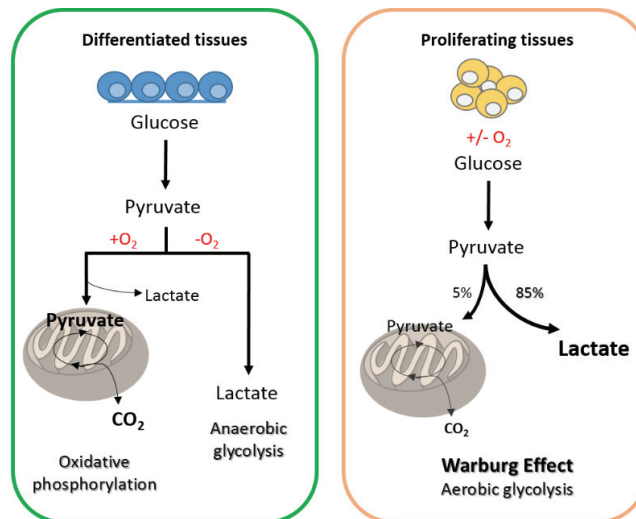 Differentiated tissues
Glucose
Pyruvate
+O₂
-O₂
Lactate
Pyruvate
CO₂
Lactate
Oxidative
phosphorylation
Anaerobic
glycolysis
Proliferating tissues
+/- O₂
Glucose
Pyruvate
5%
85%
Pyruvate
Lactate
CO₂
Warburg Effect
Aerobic glycolysis